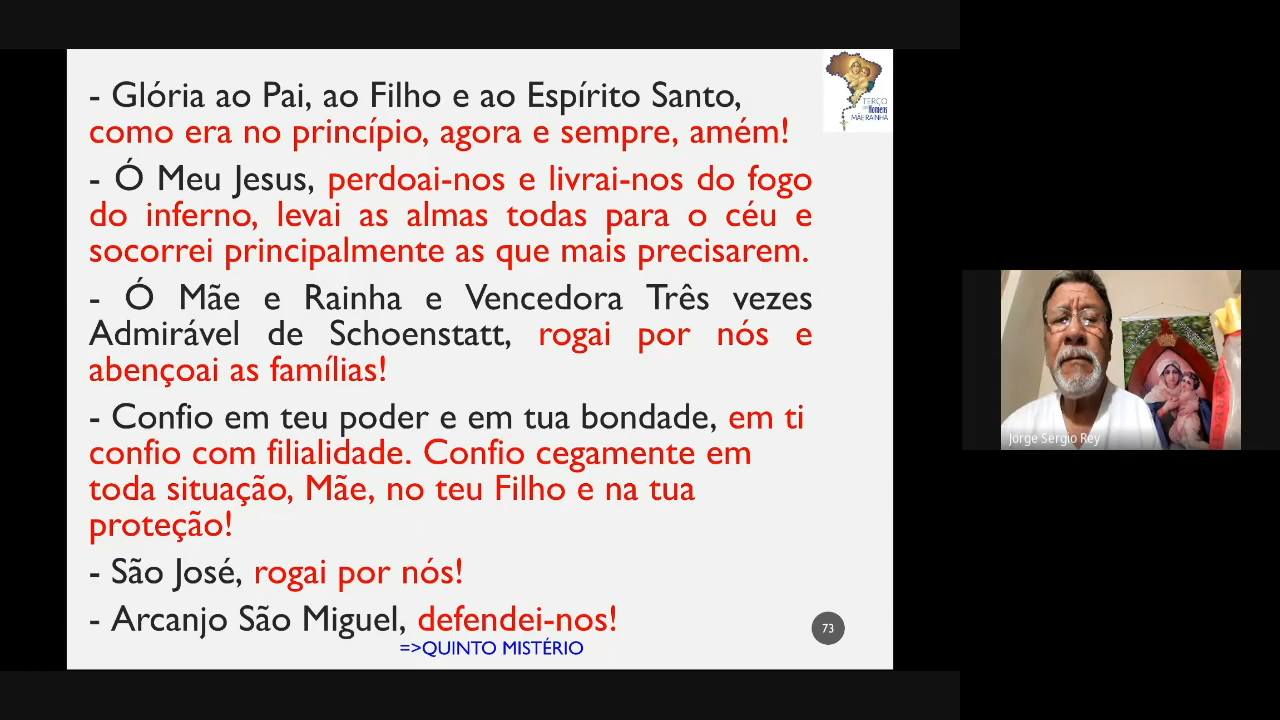 - Glória ao Pai, ao Filho e ao Espírito Santo,
como era no princípio, agora e sempre, amém!
- Ó Meu Jesus, perdoai-nos e livrai-nos do fogo
do inferno, levai as almas todas para o céu e
socorrei principalmente as que mais precisarem.
- Ó Mãe e Rainha e Vencedora Três vezes
Admirável de Schoenstatt, rogai por nós e
abençoai as famílias!
- Confio em teu poder e em tua bondade, em ti
confio com filialidade. Confio cegamente em
toda situação, Mãe, no teu Filho e na tua
proteção!
- São José, rogai por nós!
- Arcanjo São Miguel, defendei-nos!
=>QUINTO MISTÉRIO
73
TERÇO
Homens
MÃE RAINHA
Jorge Sergio Rey